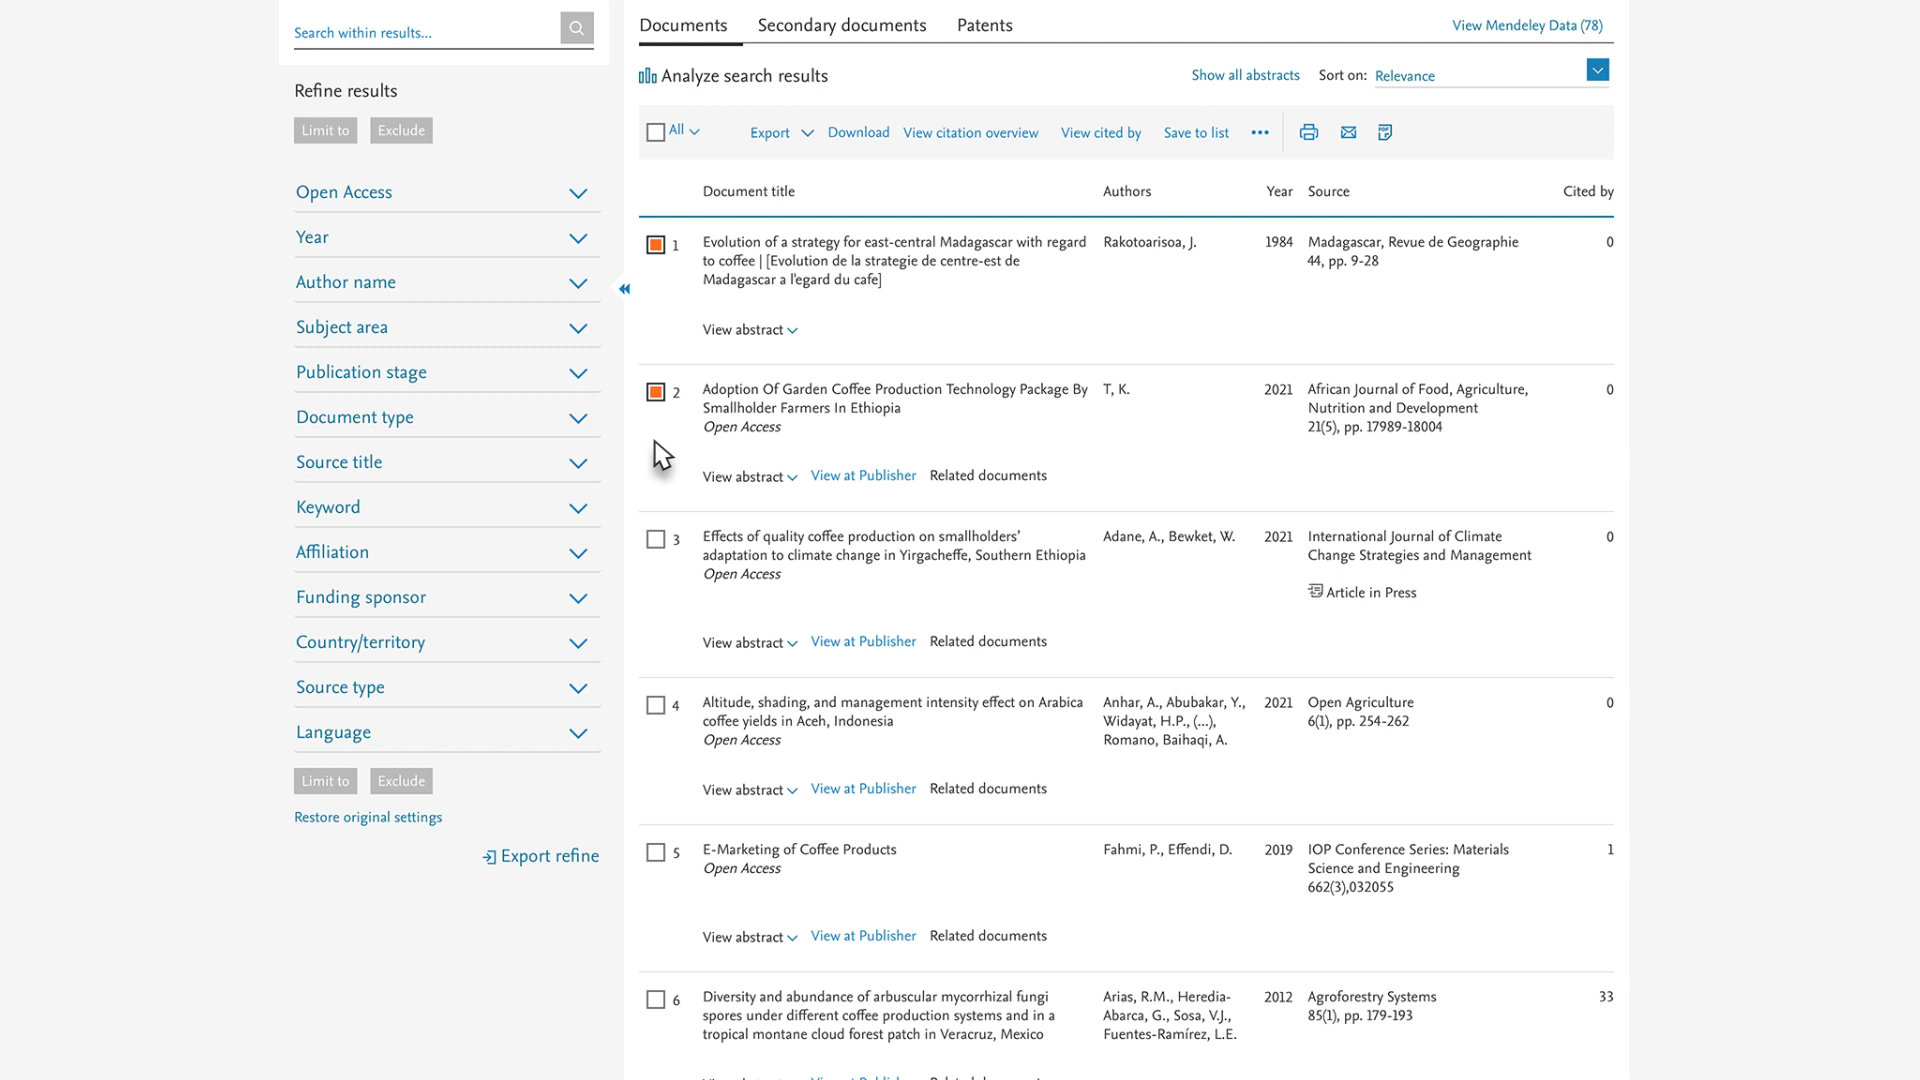 Search within results...
Refine results
Limit to
Exclude
Open Access
Year
Author name
Subject area
Publication stage
Document type
Source title
Keyword
Affiliation
Funding sponsor
Country/territory
Source type
Language
Limit to
Exclude
Restore original settings
Export refine
Documents
Secondary documents
Patents
View Mendeley Data (78)
Analyze search results
Show all abstracts
Sort on: Relevance
All
Export
Download
View citation overview
View cited by
Save to list
Document title
Authors
Year
Source
Cited by
1
Evolution of a strategy for east-central Madagascar with regard
to coffee | [Evolution de la strategie de centre-est de
Madagascar a l'egard du cafe]
Rakotoarisoa, J.
1984
Madagascar, Revue de Geographie
44, pp. 9-28
0
View abstract
2
Adoption Of Garden Coffee Production Technology Package By
Smallholder Farmers In Ethiopia
Open Access
T, K.
2021
African Journal of Food, Agriculture,
Nutrition and Development
21(5), pp. 17989-18004
0
View abstract
View at Publisher
Related documents
3
Effects of quality coffee production on smallholders'
adaptation to climate change in Yirgacheffe, Southern Ethiopia
Open Access
Adane, A., Bewket, W.
2021
International Journal of Climate
Change Strategies and Management
Article in Press
0
View abstract
View at Publisher
Related documents
4
Altitude, shading, and management intensity effect on Arabica
coffee yields in Aceh, Indonesia
Open Access
Anhar, A., Abubakar, Y.,
Widayat, H.P., (...),
Romano, Baihaqi, A.
2021
Open Agriculture
6(1), pp. 254-262
0
View abstract
View at Publisher
Related documents
5
E-Marketing of Coffee Products
Open Access
Fahmi, P., Effendi, D.
2019
IOP Conference Series: Materials
Science and Engineering
662(3),032055
1
View abstract
View at Publisher
Related documents
6
Diversity and abundance of arbuscular mycorrhizal fungi
spores under different coffee production systems and in a
tropical montane cloud forest patch in Veracruz, Mexico
Arias, R.M., Heredia-
Abarca, G., Sosa, V.J.,
Fuentes-Ramírez, L.E.
2012
Agroforestry Systems
85(1), pp. 179-193
33